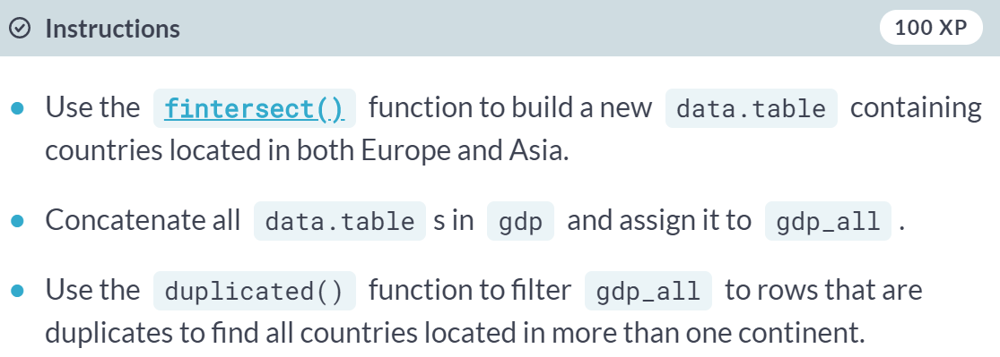 Instructions 100 XP
Use the fintersect() function to build a new data.table containing
countries located in both Europe and Asia.
Concatenate all data.table s in gdp and assign it to gdp_all .
Use the duplicated() function to filter gdp_all to rows that are
duplicates to find all countries located in more than one continent.